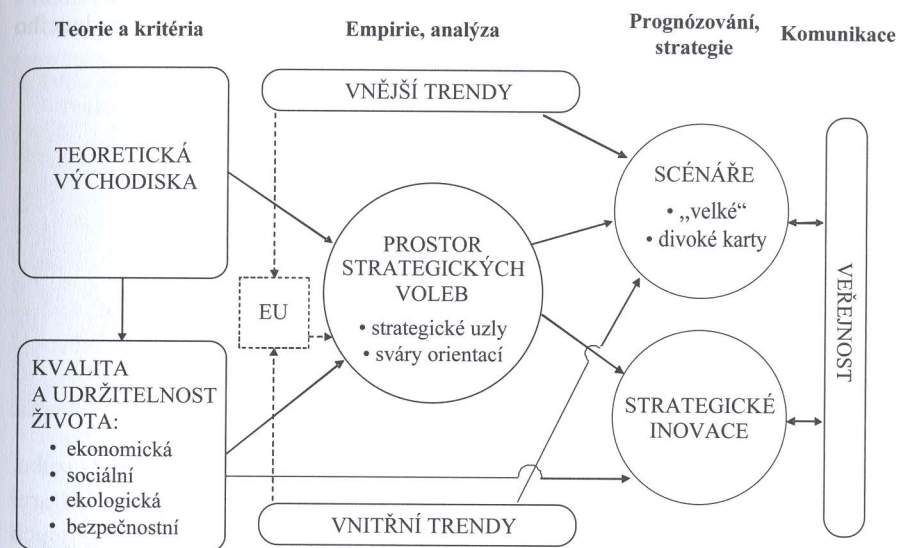 Teorie a kritéria
Empirie, analýza
Prognózování,
strategie
Komunikace
TEORETICKÁ
VÝCHODISKA
KVALITA
A UDRŽITELNOST
ŽIVOTA:
• ekonomická
• sociální
• ekologická
• bezpečnostní
VNĚJŠÍ TRENDY
EU
PROSTOR
STRATEGICKÝCH
VOLEB
• strategické uzly
• sváry orientací
VNITŘNÍ TRENDY
SCÉNÁŘE
• „velké“
• divoké karty
STRATEGICKÉ
INOVACE
VEŘEJNOST